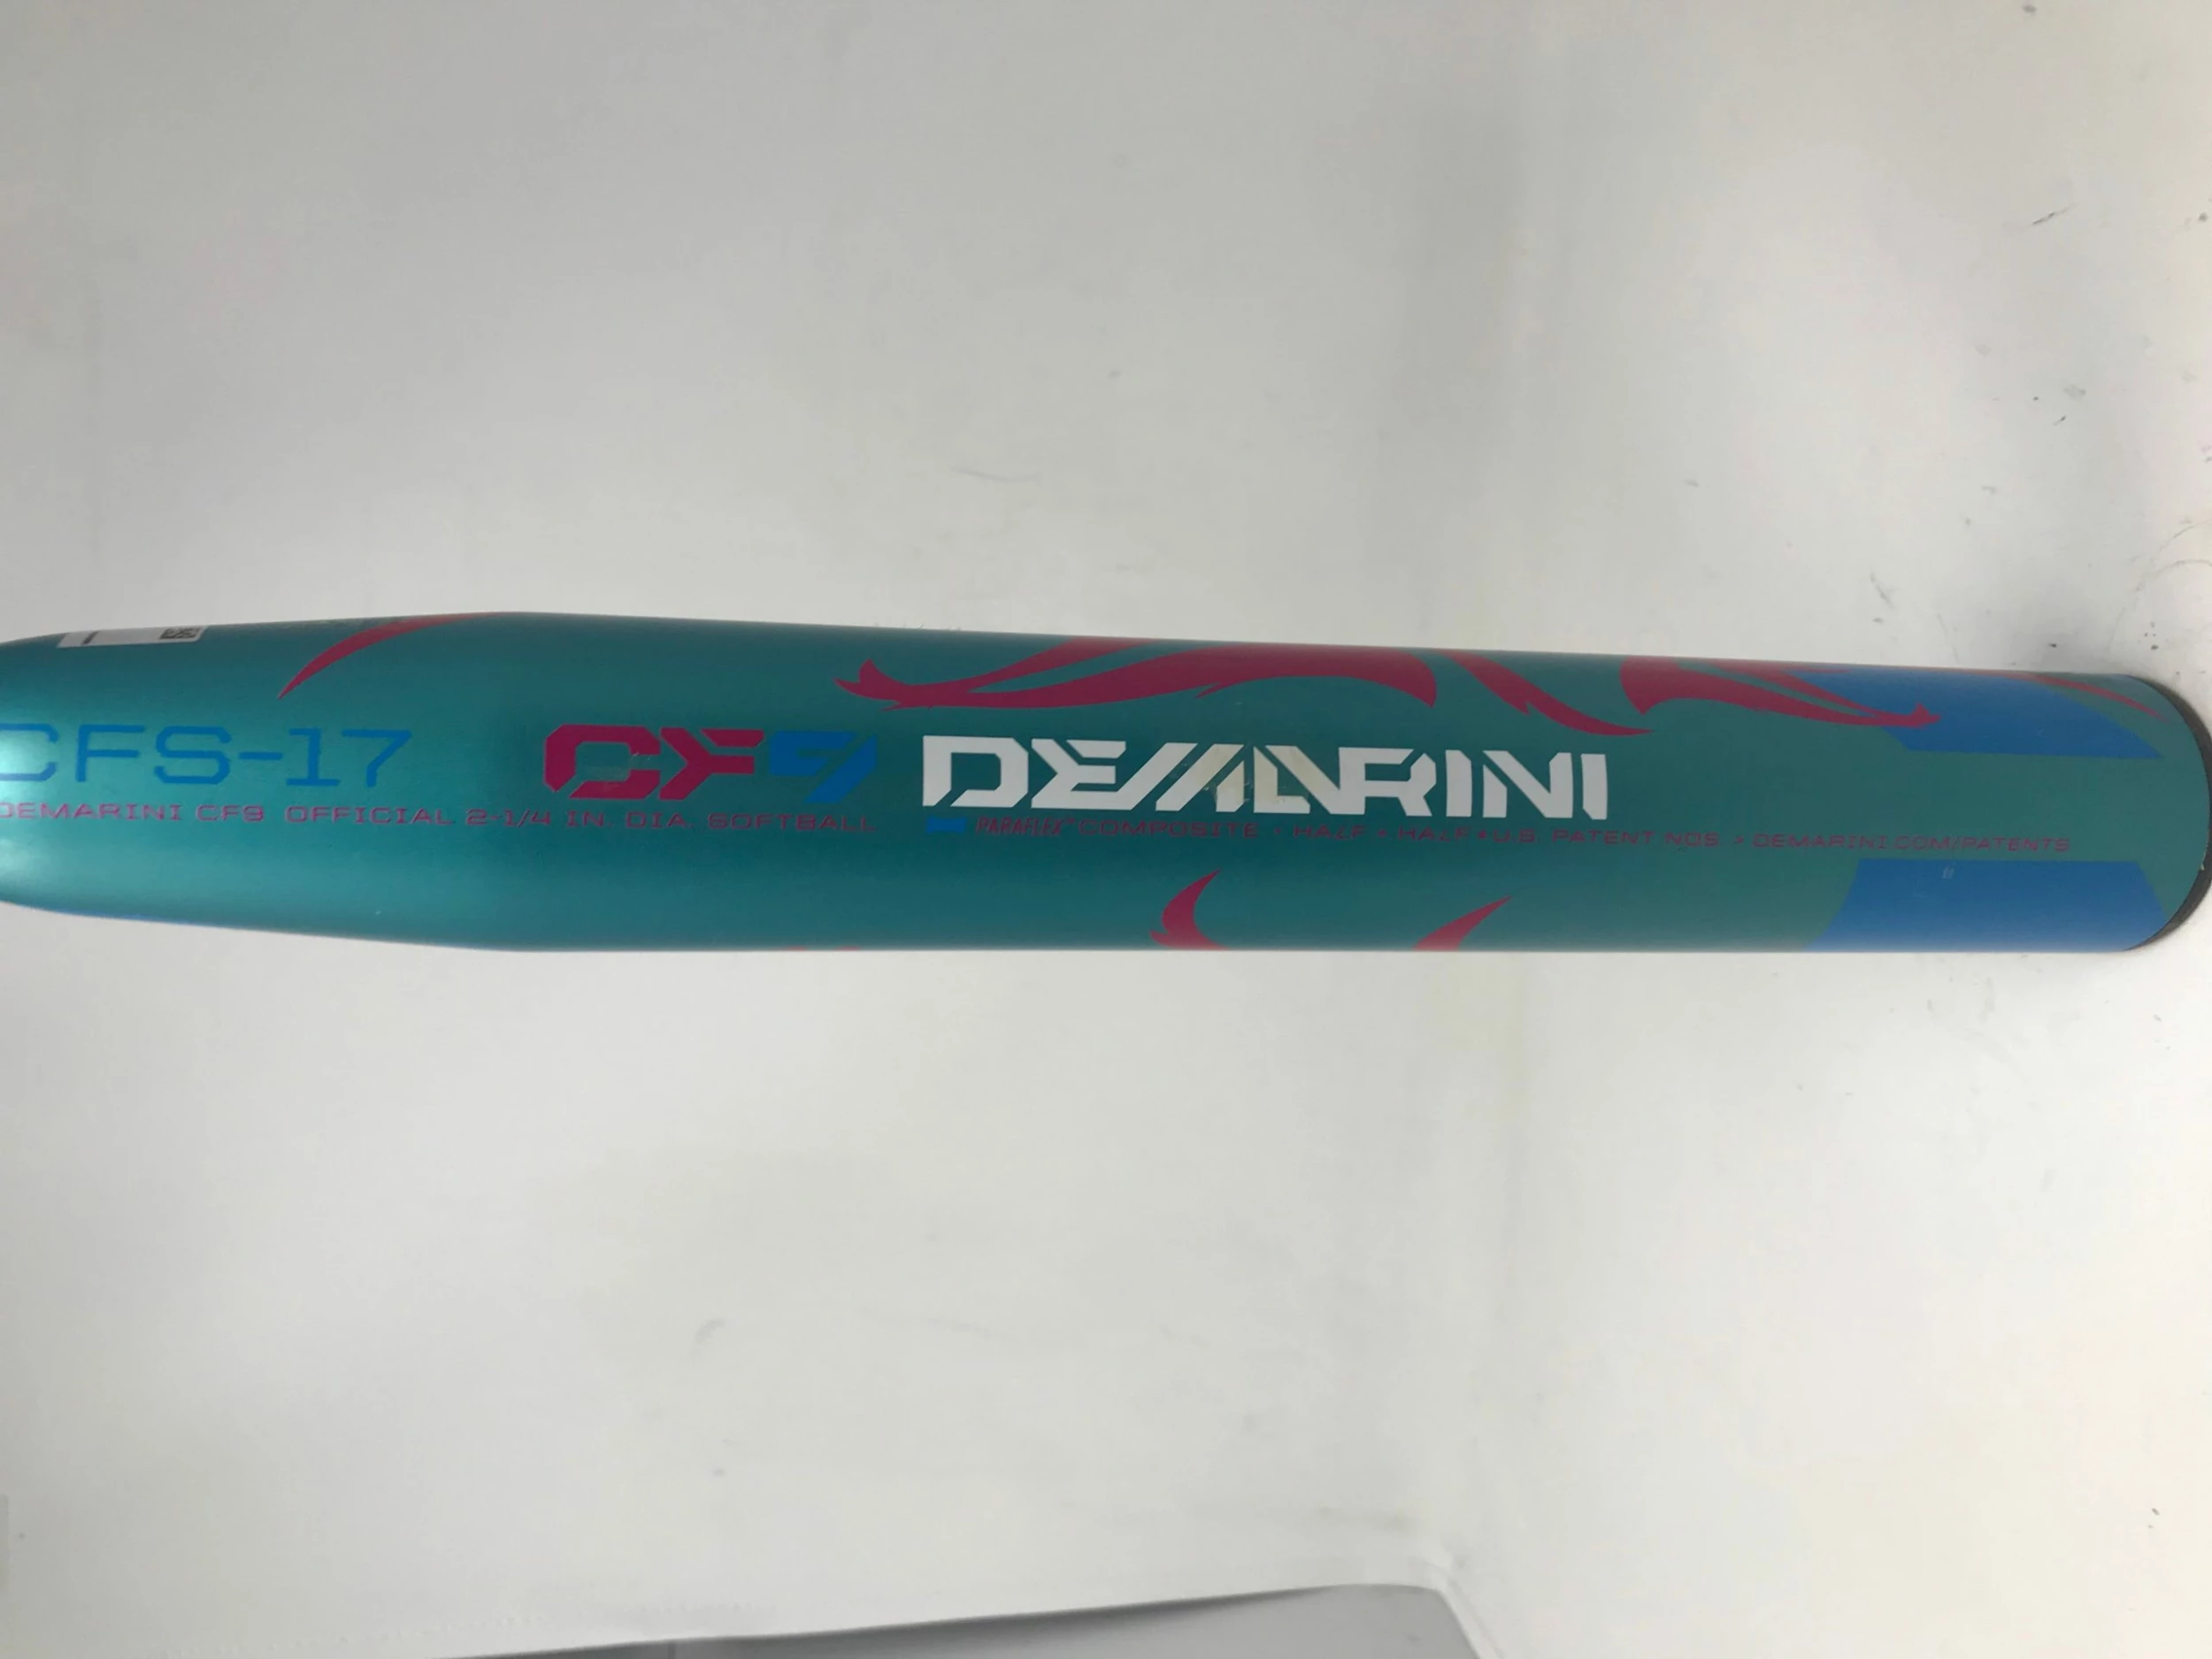 CFS-17
CF9 DEMARINI
DEMARINI CF9 OFFICIAL 2-1/4 IN. DIA. SOFTBALL
PARAFLEX™ COMPOSITE • HALF + HALF • U.S. PATENT NOS. > DEMARINI.COM/PATENTS